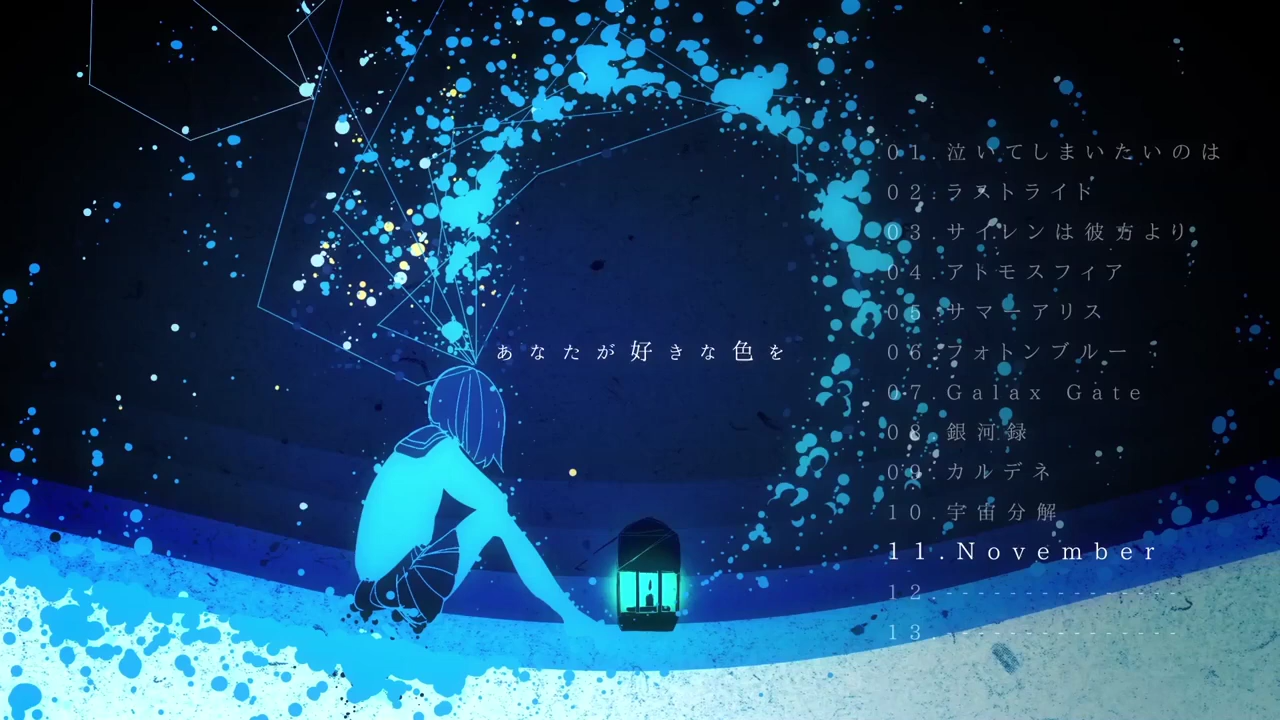 01.泣いてしまいたいのは
02.ラストライド
03.サイレンは彼方より
04.アトモスフィア
05.サマーアリス
06.フォトンブルー
あなたが好きな色を
07.Galax Gate
08.銀河録
09.カルデネ
10.宇宙分解
11.November
12.---------------
13.---------------